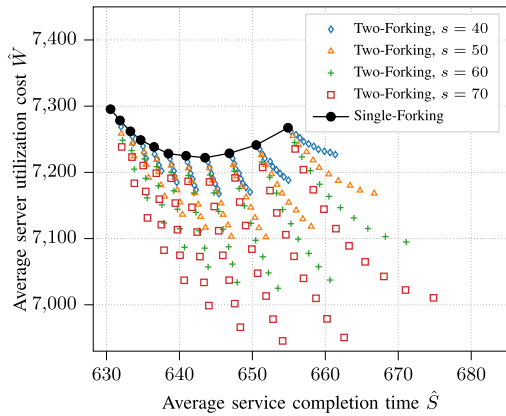 Average server utilization cost Ŵ
7,400
7,300
7,200
7,100
7,000
630
640
650
660
670
680
Average service completion time Ŝ
Two-Forking, s = 40
Two-Forking, s = 50
Two-Forking, s = 60
Two-Forking, s = 70
Single-Forking